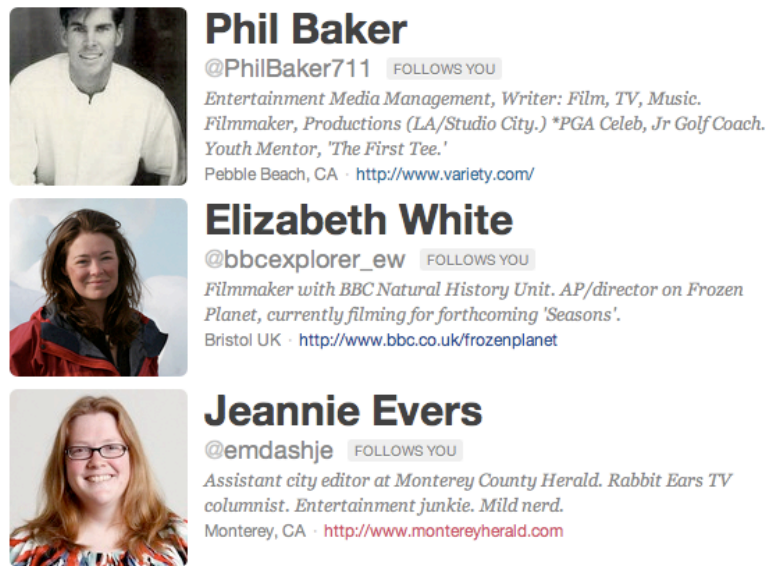 Phil Baker
@PhilBaker711 FOLLOWS YOU
Entertainment Media Management, Writer: Film, TV, Music.
Filmmaker, Productions (LA/Studio City.) *PGA Celeb, Jr Golf Coach.
Youth Mentor, 'The First Tee.'
Pebble Beach, CA · http://www.variety.com/
Elizabeth White
@bbcexplorer_ew FOLLOWS YOU
Filmmaker with BBC Natural History Unit. AP/director on Frozen
Planet, currently filming for forthcoming 'Seasons'.
Bristol UK · http://www.bbc.co.uk/frozenplanet
Jeannie Evers
@emdashje FOLLOWS YOU
Assistant city editor at Monterey County Herald. Rabbit Ears TV
columnist. Entertainment junkie. Mild nerd.
Monterey, CA · http://www.montereyherald.com